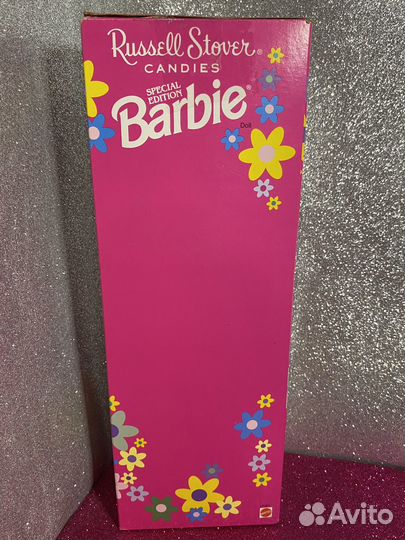 Russell Stover®
CANDIES
SPECIAL
EDITION
Barbie®
Doll
Avito